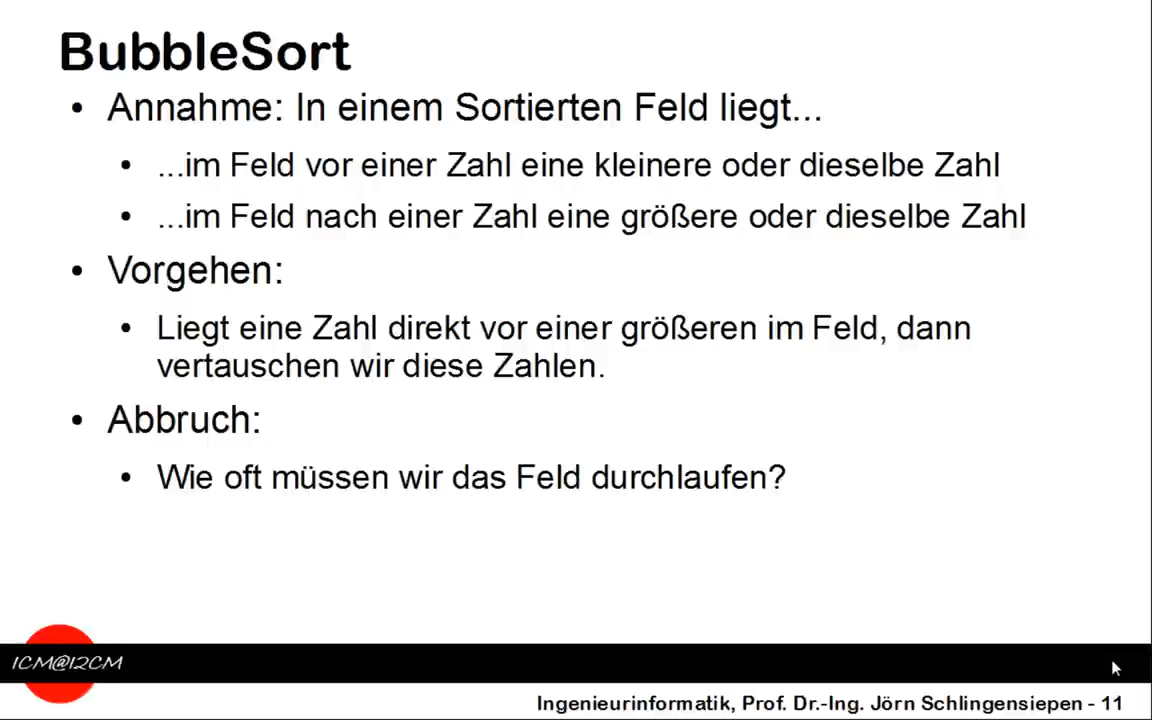 BubbleSort
• Annahme: In einem Sortierten Feld liegt...
• ...im Feld vor einer Zahl eine kleinere oder dieselbe Zahl
• ...im Feld nach einer Zahl eine größere oder dieselbe Zahl
• Vorgehen:
• Liegt eine Zahl direkt vor einer größeren im Feld, dann
vertauschen wir diese Zahlen.
• Abbruch:
• Wie oft müssen wir das Feld durchlaufen?
1CM@12CM
Ingenieurinformatik, Prof. Dr.-Ing. Jörn Schlingensiepen - 11